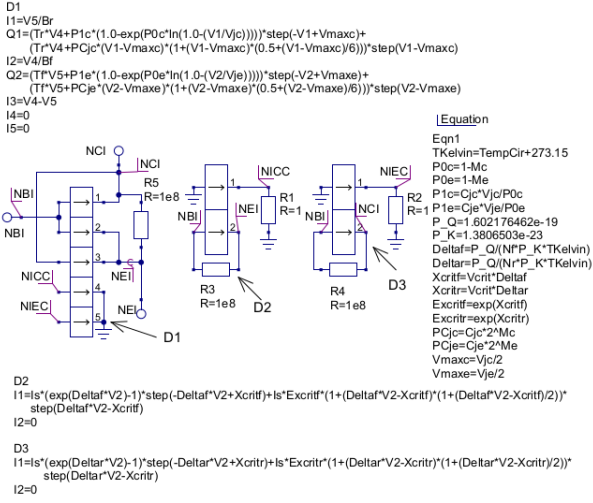 D1
I1=V5/Br
Q1=(Tr*V4+P1c*(1.0-exp(P0c*ln(1.0-(V1/Vjc)))))*step(-V1+Vmaxc)+
(Tr*V4+PCjc*(V1-Vmaxc)*(1+(V1-Vmaxc)*(0.5+(V1-Vmaxc)/6)))*step(V1-Vmaxc)
I2=V4/Bf
Q2=(Tf*V5+P1e*(1.0-exp(P0e*ln(1.0-(V2/Vje)))))*step(-V2+Vmaxe)+
(Tf*V5+PCje*(V2-Vmaxe)*(1+(V2-Vmaxe)*(0.5+(V2-Vmaxe)/6)))*step(V2-Vmaxe)
I3=V4-V5
I4=0
I5=0
NCI
NCI
R5
R=1e8
NBI
NBI
1
2
3
4
5
NEI
NEI
NICC
NIEC
D1
NICC
1
R1
R=1
NBI
NEI
2
R3
R=1e8
D2
NIEC
1
R2
R=1
NBI
NCI
2
R4
R=1e8
D3
Equation
Eqn1
TKelvin=TempCir+273.15
P0c=1-Mc
P0e=1-Me
P1c=Cjc*Vjc/P0c
P1e=Cje*Vje/P0e
P_Q=1.602176462e-19
P_K=1.3806503e-23
Deltaf=P_Q/(Nf*P_K*TKelvin)
Deltar=P_Q/(Nr*P_K*TKelvin)
Xcritf=Vcrit*Deltaf
Xcritr=Vcrit*Deltar
Excritf=exp(Xcritf)
Excritr=exp(Xcritr)
PCjc=Cjc*2^Mc
PCje=Cje*2^Me
Vmaxc=Vjc/2
Vmaxe=Vje/2
D2
I1=Is*(exp(Deltaf*V2)-1)*step(-Deltaf*V2+Xcritf)+Is*Excritf*(1+(Deltaf*V2-Xcritf)*(1+(Deltaf*V2-Xcritf)/2))*
step(Deltaf*V2-Xcritf)
I2=0
D3
I1=Is*(exp(Deltar*V2)-1)*step(-Deltar*V2+Xcritr)+Is*Excritr*(1+(Deltar*V2-Xcritr)*(1+(Deltar*V2-Xcritr)/2))*
step(Deltar*V2-Xcritr)
I2=0